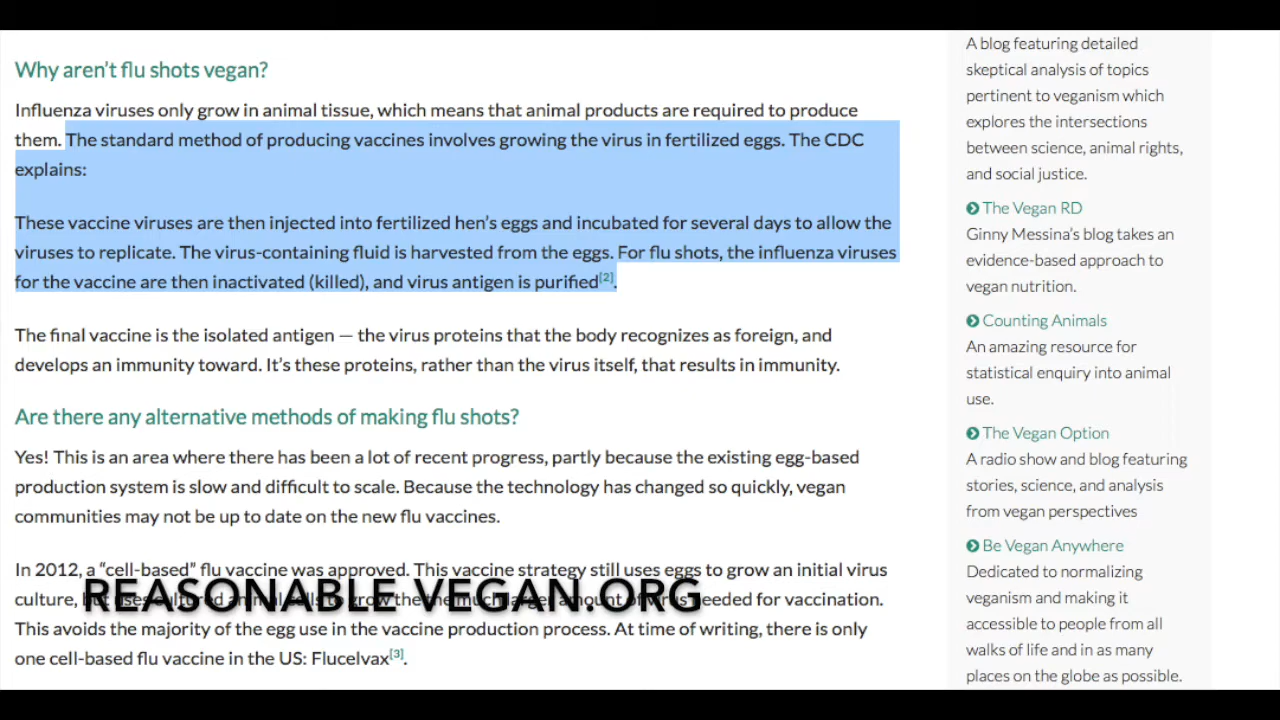 Why aren't flu shots vegan?
Influenza viruses only grow in animal tissue, which means that animal products are required to produce
them. The standard method of producing vaccines involves growing the virus in fertilized eggs. The CDC
explains:
These vaccine viruses are then injected into fertilized hen's eggs and incubated for several days to allow the
viruses to replicate. The virus-containing fluid is harvested from the eggs. For flu shots, the influenza viruses
for the vaccine are then inactivated (killed), and virus antigen is purified[2].
The final vaccine is the isolated antigen — the virus proteins that the body recognizes as foreign, and
develops an immunity toward. It's these proteins, rather than the virus itself, that results in immunity.
Are there any alternative methods of making flu shots?
Yes! This is an area where there has been a lot of recent progress, partly because the existing egg-based
production system is slow and difficult to scale. Because the technology has changed so quickly, vegan
communities may not be up to date on the new flu vaccines.
In 2012, a “cell-based” flu vaccine was approved. This vaccine strategy still uses eggs to grow an initial virus
culture, but uses cultured animal cells to grow the the much larger amount of virus needed for vaccination.
REASONABLE VEGAN.ORG
This avoids the majority of the egg use in the vaccine production process. At time of writing, there is only
one cell-based flu vaccine in the US: Flucelvax[3].
A blog featuring detailed
skeptical analysis of topics
pertinent to veganism which
explores the intersections
between science, animal rights,
and social justice.
The Vegan RD
Ginny Messina's blog takes an
evidence-based approach to
vegan nutrition.
Counting Animals
An amazing resource for
statistical enquiry into animal
use.
The Vegan Option
A radio show and blog featuring
stories, science, and analysis
from vegan perspectives
Be Vegan Anywhere
Dedicated to normalizing
veganism and making it
accessible to people from all
walks of life and in as many
places on the globe as possible.